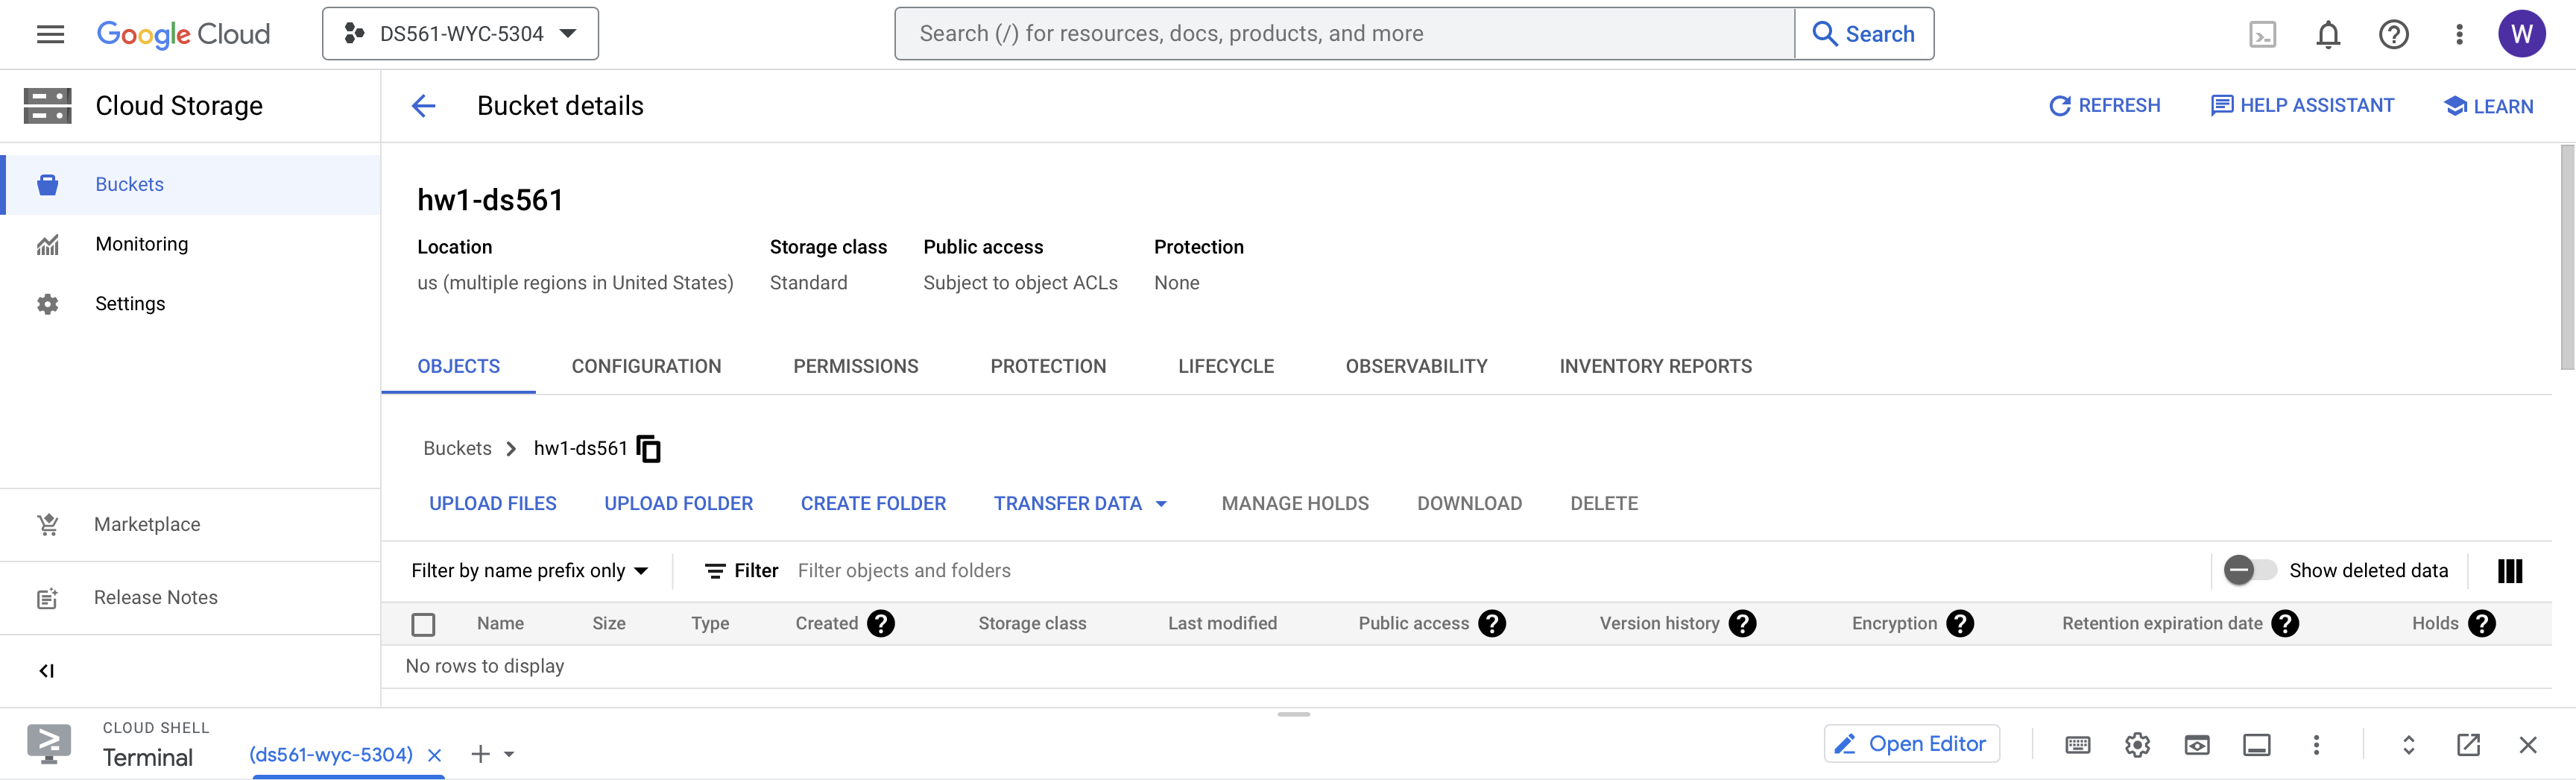 Google Cloud
DS561-WYC-5304
Search (/) for resources, docs, products, and more
Search
W
Cloud Storage
Bucket details
REFRESH
HELP ASSISTANT
LEARN
Buckets
Monitoring
Settings
Marketplace
Release Notes
hw1-ds561
Location Storage class Public access Protection
us (multiple regions in United States) Standard Subject to object ACLs None
OBJECTS CONFIGURATION PERMISSIONS PROTECTION LIFECYCLE OBSERVABILITY INVENTORY REPORTS
Buckets > hw1-ds561
UPLOAD FILES UPLOAD FOLDER CREATE FOLDER TRANSFER DATA MANAGE HOLDS DOWNLOAD DELETE
Filter by name prefix only Filter Filter objects and folders Show deleted data
Name Size Type Created Storage class Last modified Public access Version history Encryption Retention expiration date Holds
No rows to display
CLOUD SHELL
Terminal (ds561-wyc-5304) Open Editor